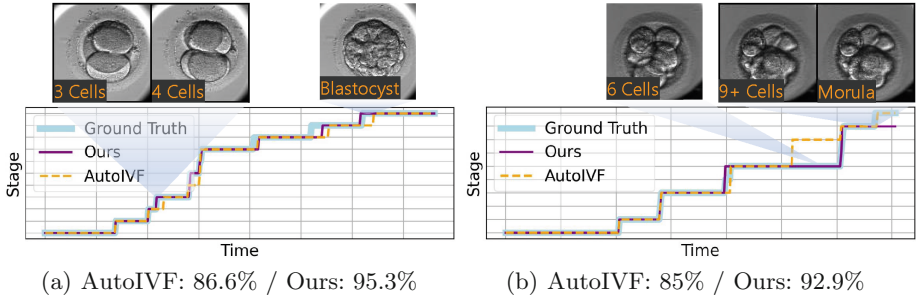 3 Cells
4 Cells
Blastocyst
Ground Truth
Ours
AutoIVF
Stage
Time
(a) AutoIVF: 86.6% / Ours: 95.3%
6 Cells
9+ Cells
Morula
Ground Truth
Ours
AutoIVF
Stage
Time
(b) AutoIVF: 85% / Ours: 92.9%